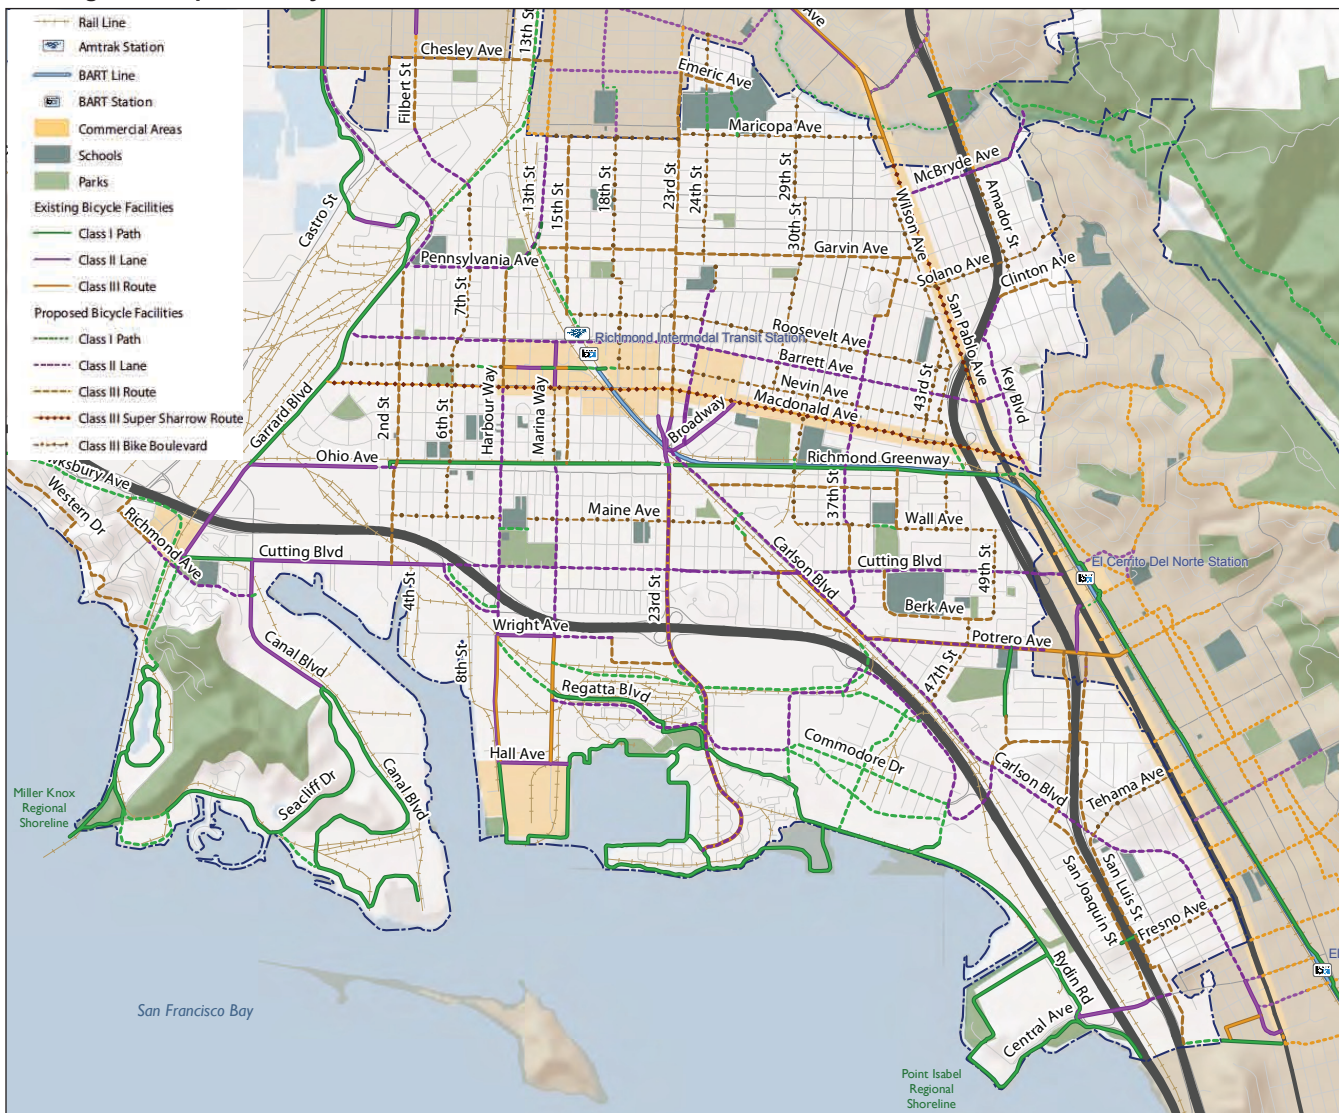 Rail Line
Amtrak Station
BART Line
BART Station
Commercial Areas
Schools
Parks
Existing Bicycle Facilities
Class I Path
Class II Lane
Class III Route
Proposed Bicycle Facilities
Class I Path
Class II Lane
Class III Route
Class III Super Sharrow Route
Class III Bike Boulevard
Chesley Ave
13th St
Ave
Filbert St
Emeric Ave
Maricopa Ave
McBryde Ave
Castro St
13th St
15th St
18th St
23rd St
24th St
29th St
30th St
Wilson Ave
Amador St
Garvin Ave
Solano Ave
Clinton Ave
Pennsylvania Ave
7th St
San Pablo Ave
Richmond Intermodal Transit Station
Roosevelt Ave
Barrett Ave
Nevin Ave
Macdonald Ave
43rd St
Key Blvd
Garrard Blvd
2nd St
6th St
Harbour Way
Marina Way
Broadway
Ohio Ave
Richmond Greenway
rksbury Ave
Western Dr
Richmond Ave
Maine Ave
37th St
Wall Ave
Cutting Blvd
Carlson Blvd
Cutting Blvd
49th St
El Cerrito Del Norte Station
4th St
23rd St
Berk Ave
Wright Ave
Potrero Ave
Canal Blvd
8th St
47th St
Regatta Blvd
Hall Ave
Commodore Dr
Carlson Blvd
Tehama Ave
Seacliff Dr
Canal Blvd
Miller Knox
Regional
Shoreline
San Joaquin St
San Luis St
Fresno Ave
El
Rydin Rd
San Francisco Bay
Central Ave
Point Isabel
Regional
Shoreline